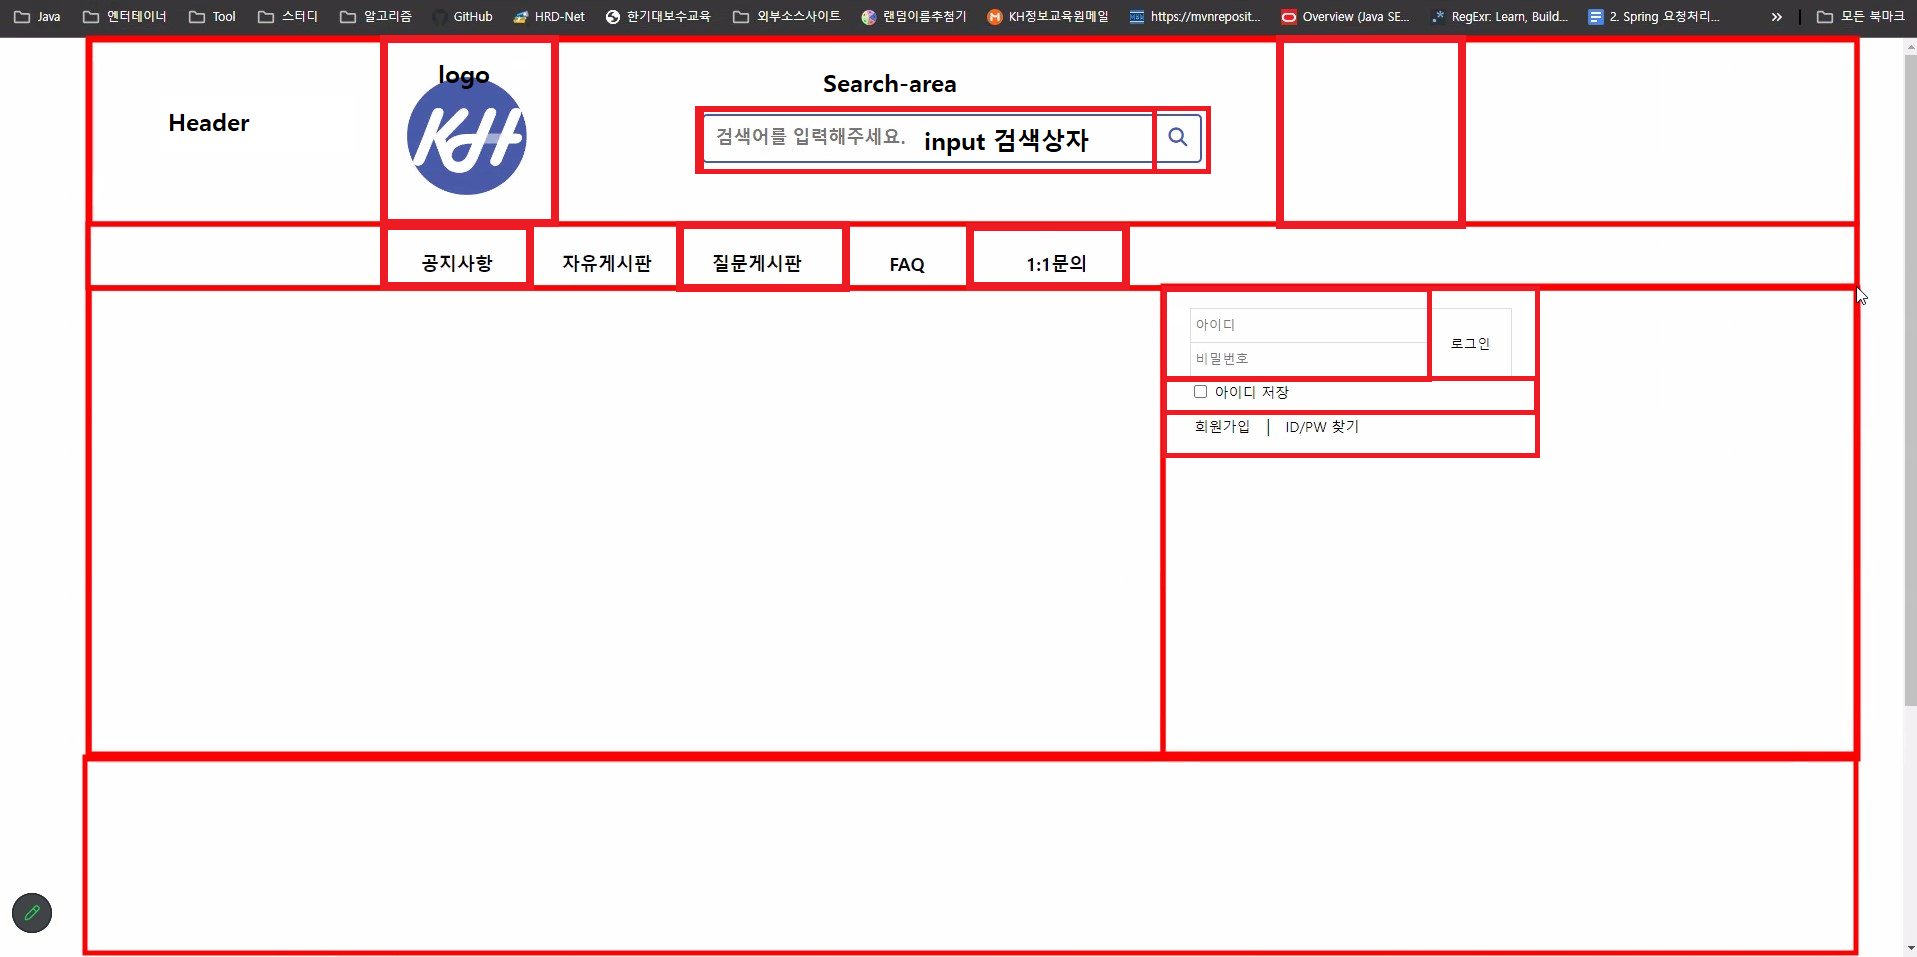 Java 엔터테이너 Tool 스터디 알고리즘 GitHub HRD-Net 한기대보수교육 외부소스사이트 랜덤이름추첨기 KH정보교육원메일 https://mvnreposit... Overview (Java SE... RegExr: Learn, Build... 2. Spring 요청처리... » 모든 북마크
logo
Header
KH
Search-area
검색어를 입력해주세요. input 검색상자
공지사항 자유게시판 질문게시판 FAQ 1:1문의
아이디
비밀번호
로그인
아이디 저장
회원가입 | ID/PW 찾기